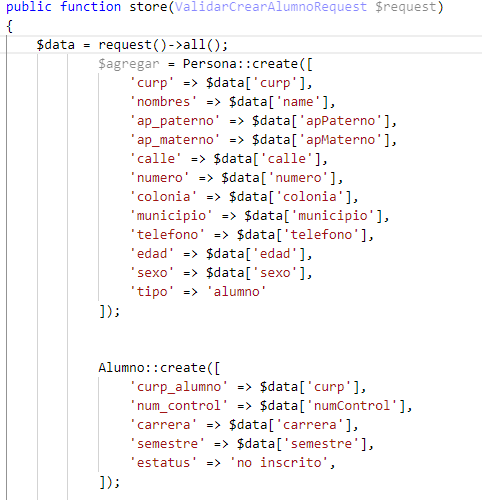 public function store(ValidarCrearAlumnoRequest $request)
{
$data = request()->all();
$agregar = Persona::create([
'curp' => $data['curp'],
'nombres' => $data['name'],
'ap_paterno' => $data['apPaterno'],
'ap_materno' => $data['apMaterno'],
'calle' => $data['calle'],
'numero' => $data['numero'],
'colonia' => $data['colonia'],
'municipio' => $data['municipio'],
'telefono' => $data['telefono'],
'edad' => $data['edad'],
'sexo' => $data['sexo'],
'tipo' => 'alumno'
]);
Alumno::create([
'curp_alumno' => $data['curp'],
'num_control' => $data['numControl'],
'carrera' => $data['carrera'],
'semestre' => $data['semestre'],
'estatus' => 'no inscrito',
]);